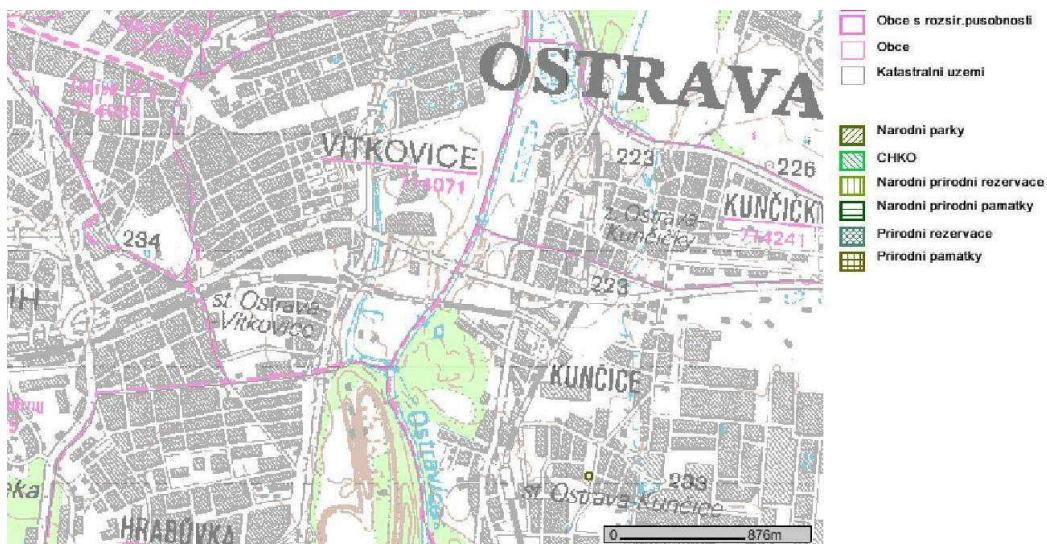 OSTRAVA
VÍTKOVICE
714071
223
226
KUNČIČKY
714241
z. Ostrava-
Kunčičky
234
223
st. Ostrava
-Vítkovice
KUNČICE
Ostravice
233
st. Ostrava-Kunčice
HRABŮVKA
0
876m
Obce s rozsir.pusobnosti
Obce
Katastralni uzemi
Narodni parky
CHKO
Narodni prirodni rezervace
Narodni prirodni pamatky
Prirodni rezervace
Prirodni pamatky